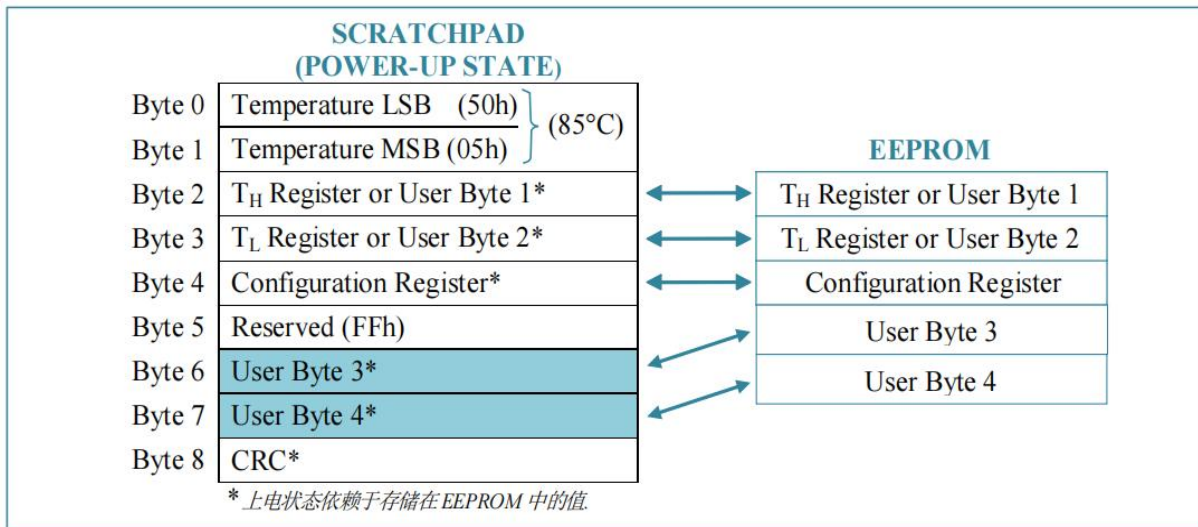 SCRATCHPAD
(POWER-UP STATE)
Byte 0 Temperature LSB (50h)
(85°C)
Byte 1 Temperature MSB (05h)
Byte 2 T_H Register or User Byte 1*
Byte 3 T_L Register or User Byte 2*
Byte 4 Configuration Register*
Byte 5 Reserved (FFh)
Byte 6 User Byte 3*
Byte 7 User Byte 4*
Byte 8 CRC*
* 上电状态依赖于存储在 EEPROM 中的值.
EEPROM
T_H Register or User Byte 1
T_L Register or User Byte 2
Configuration Register
User Byte 3
User Byte 4